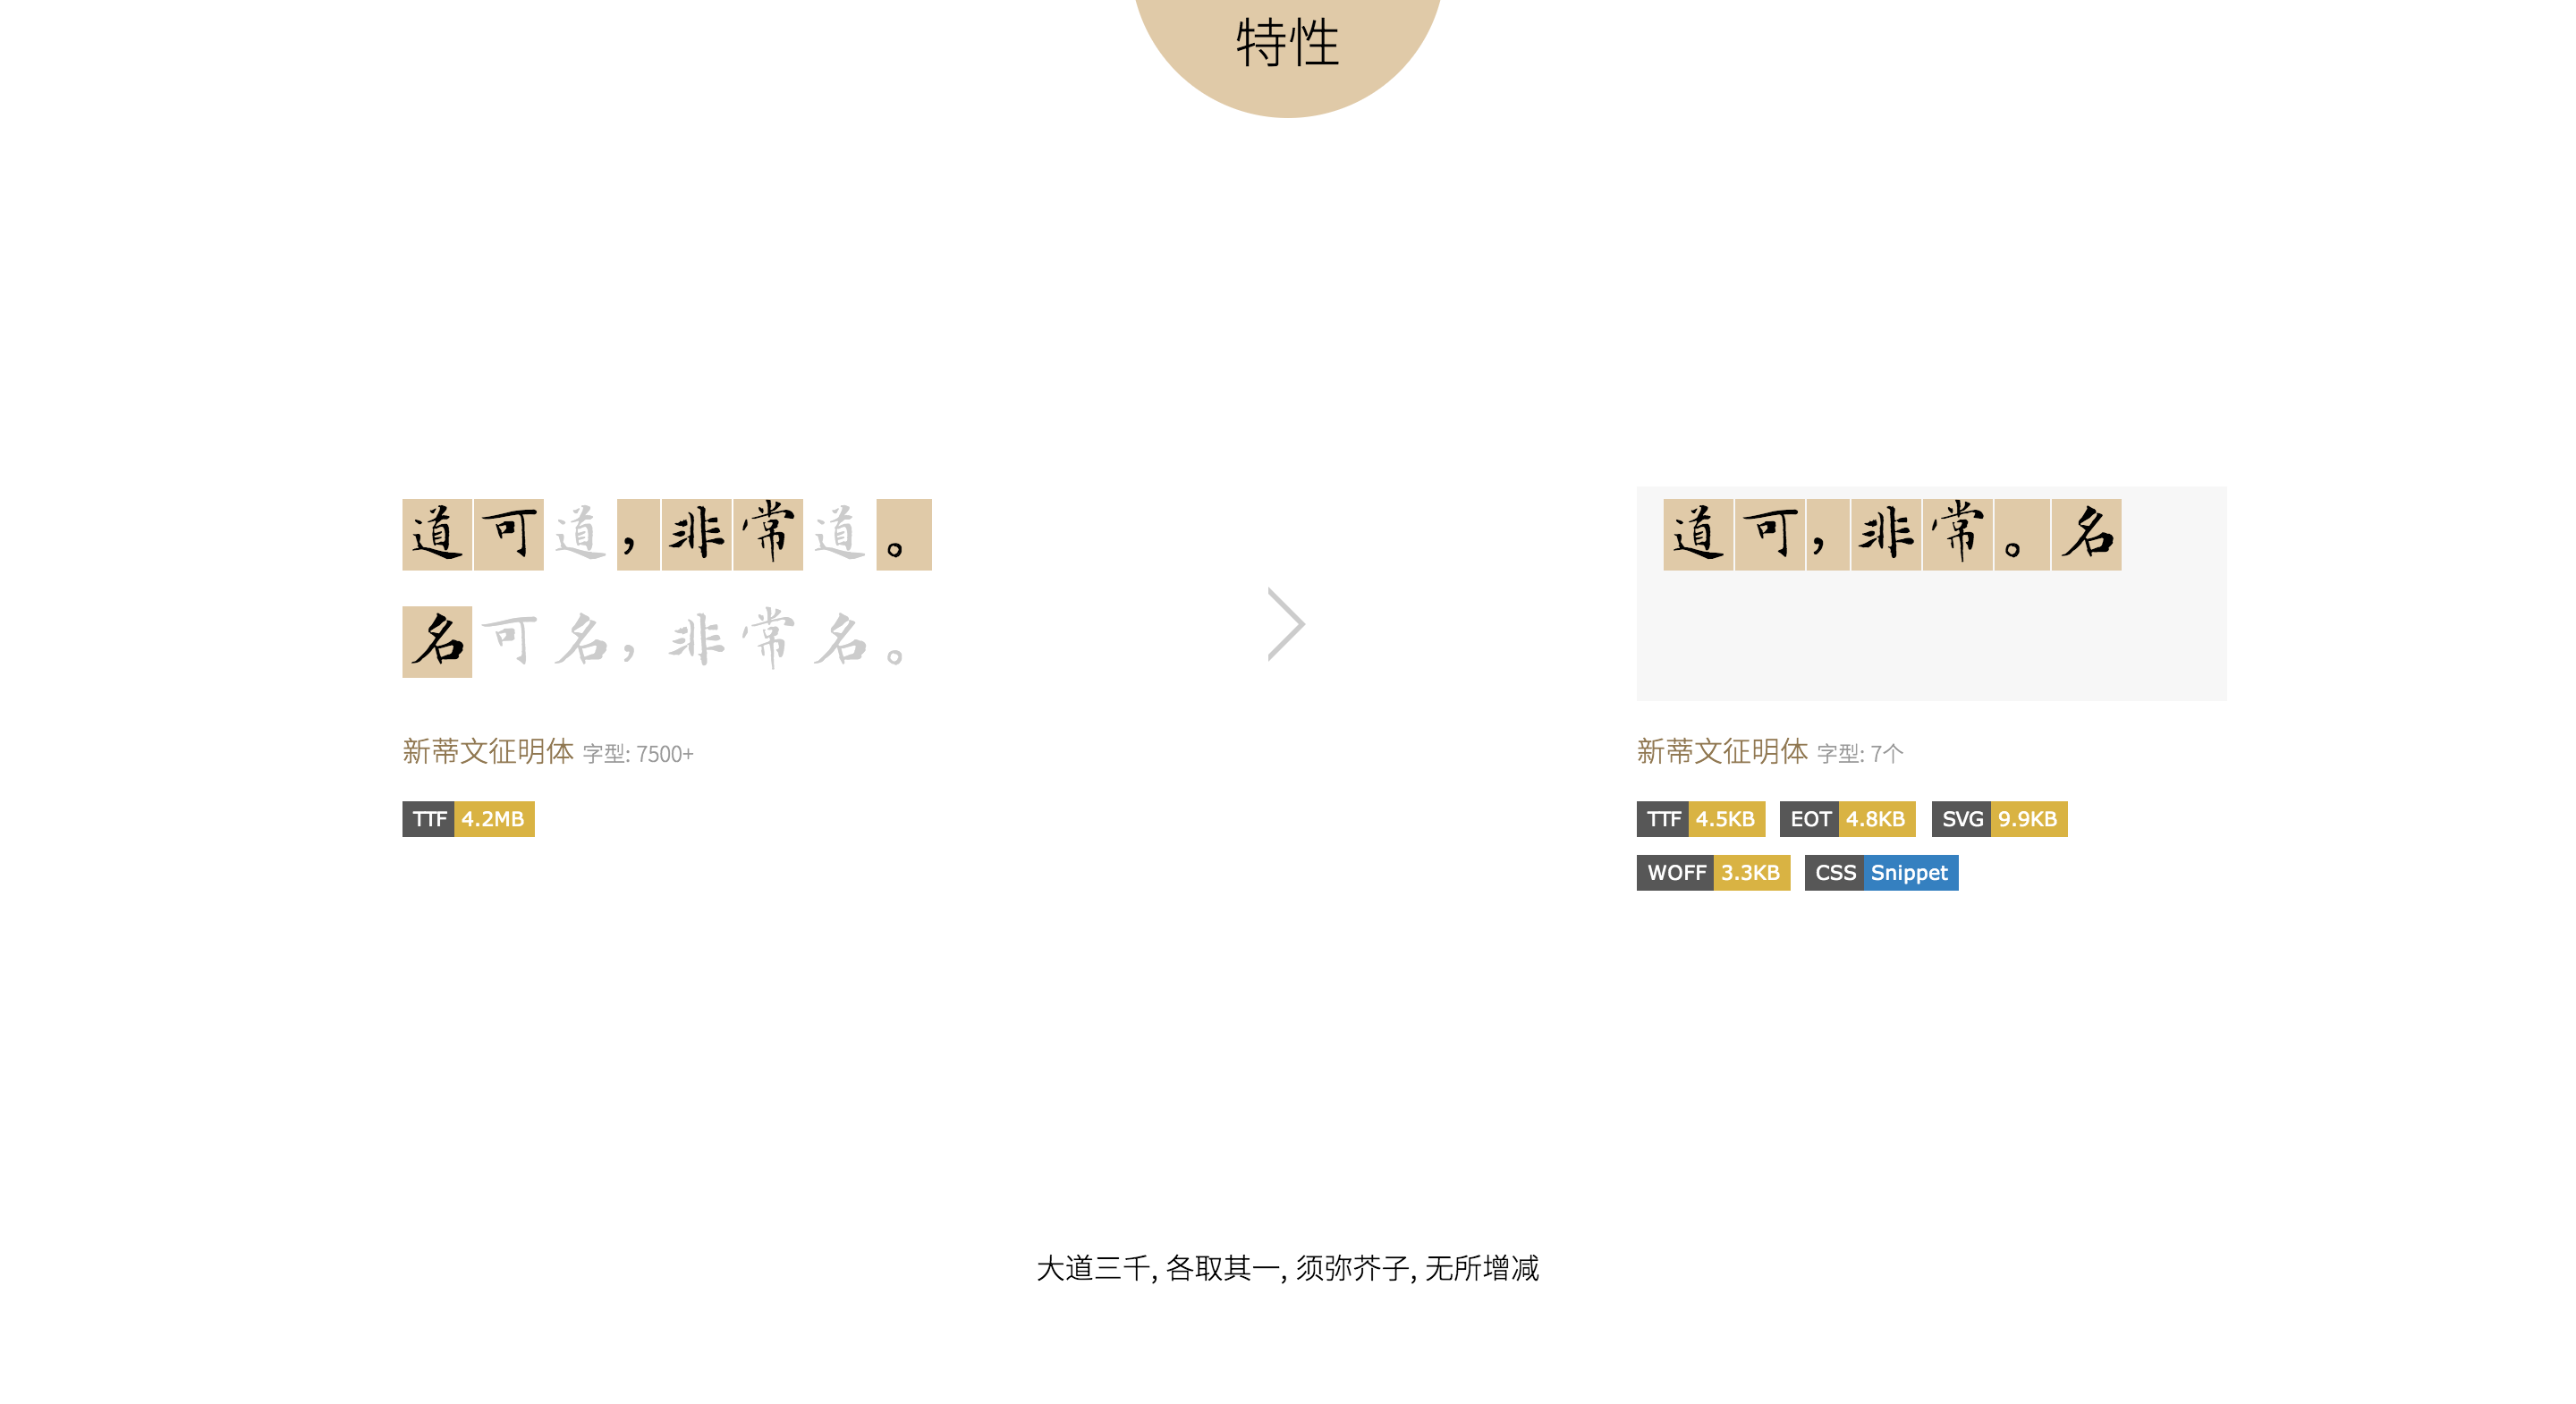 特性
道可道，非常道。
名可名，非常名。
新蒂文征明体 字型: 7500+
TTF 4.2MB
道可，非常。名
新蒂文征明体 字型: 7个
TTF 4.5KB EOT 4.8KB SVG 9.9KB
WOFF 3.3KB CSS Snippet
大道三千, 各取其一, 须弥芥子, 无所增减